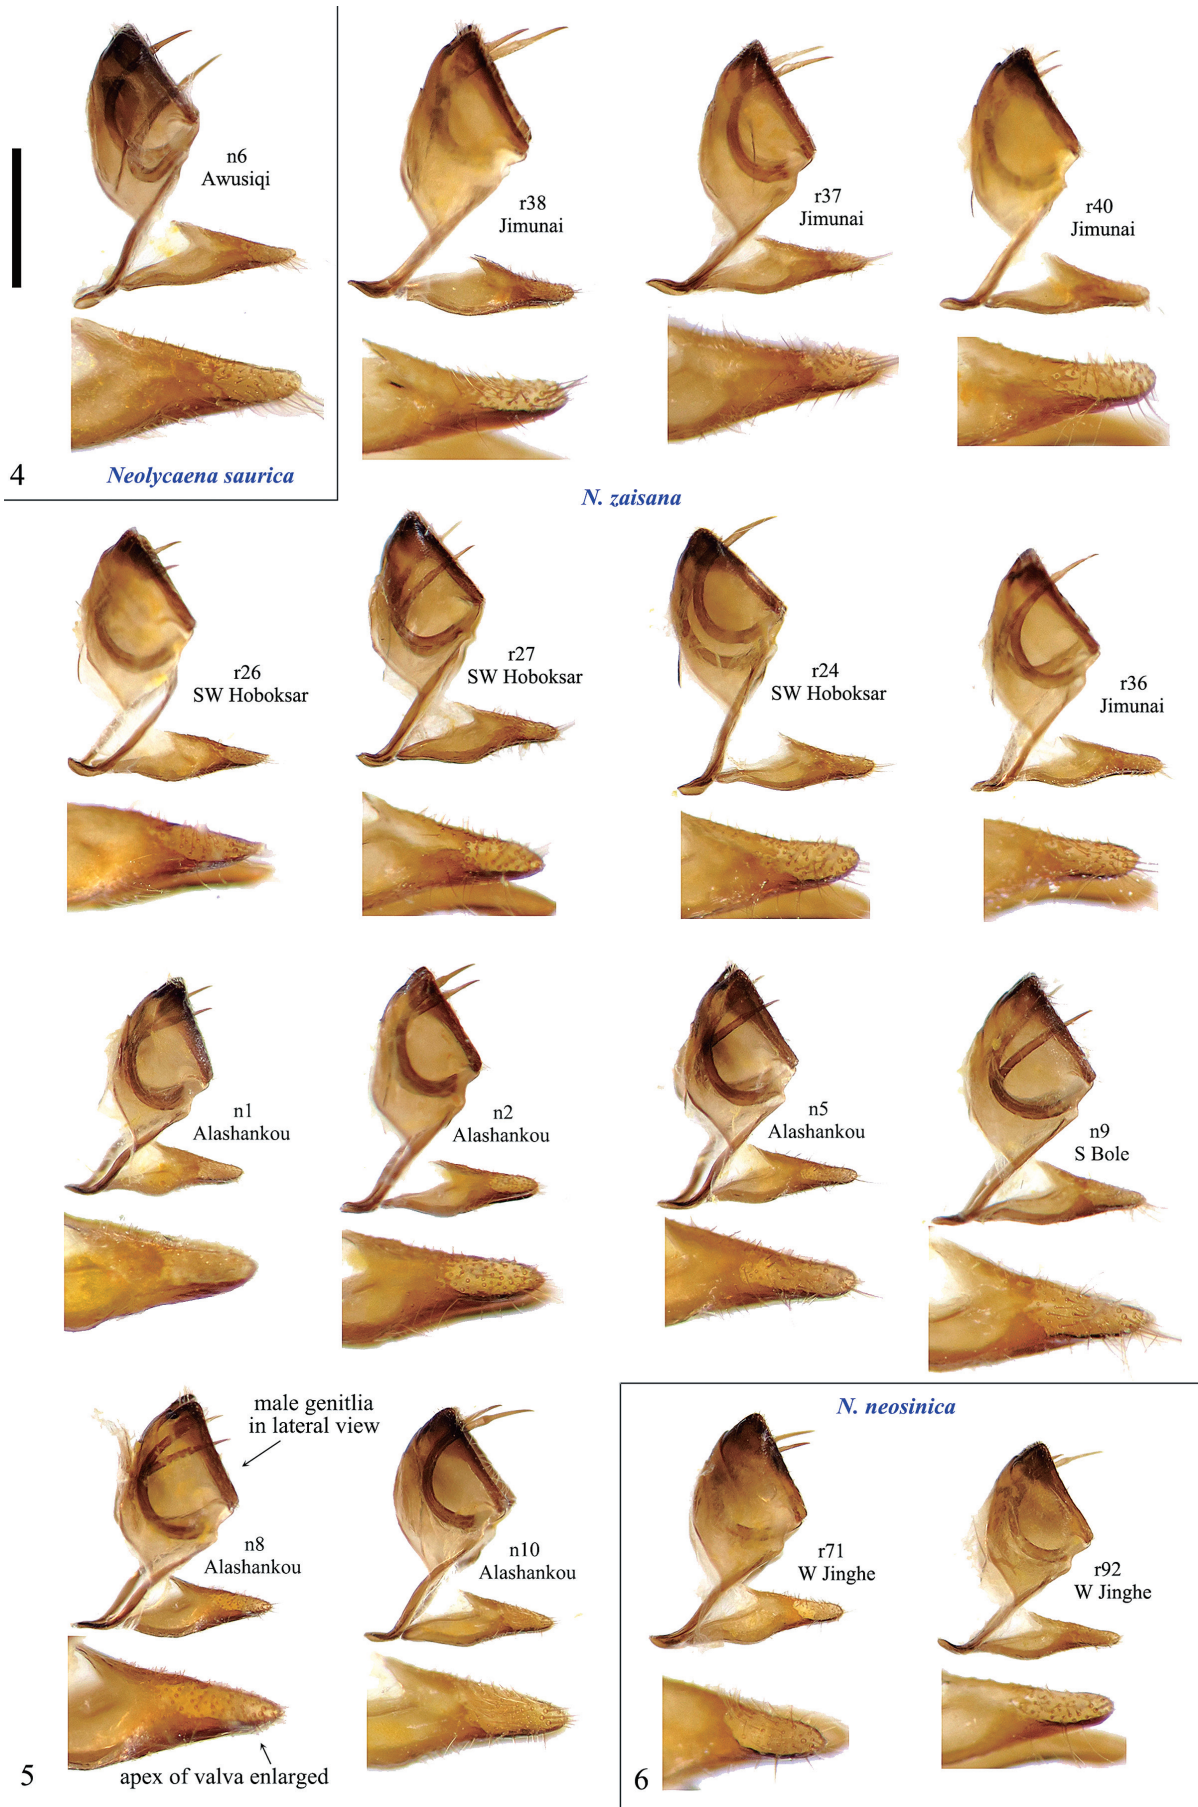 n6
Awusiqi
r38
Jimunai
r37
Jimunai
r40
Jimunai
4
Neolycaena saurica
N. zaisana
r26
SW Hoboksar
r27
SW Hoboksar
r24
SW Hoboksar
r36
Jimunai
n1
Alashankou
n2
Alashankou
n5
Alashankou
n9
S Bole
male genitlia
in lateral view
n8
Alashankou
n10
Alashankou
apex of valva enlarged
5
N. neosinica
r71
W Jinghe
r92
W Jinghe
6